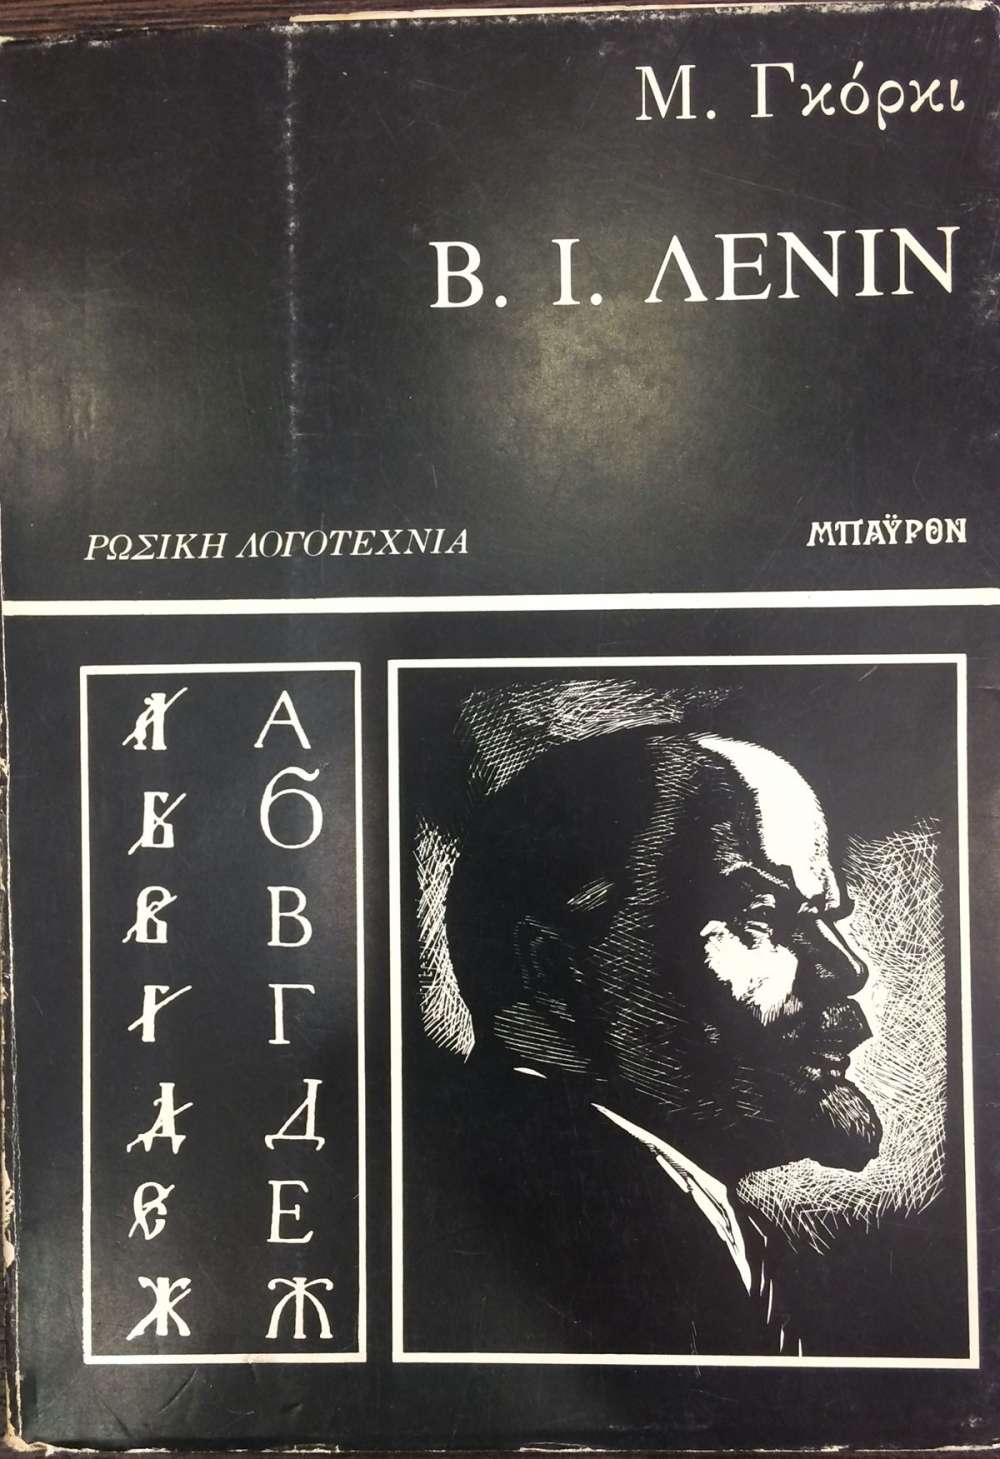 Μ. Γκόρκι
Β. Ι. ΛΕΝΙΝ
ΡΩΣΙΚΗ ΛΟΓΟΤΕΧΝΙΑ
ΜΠΑΫΡΟΝ
А А
Б Б
В В
Г Г
Д Д
Е Е
Ж Ж